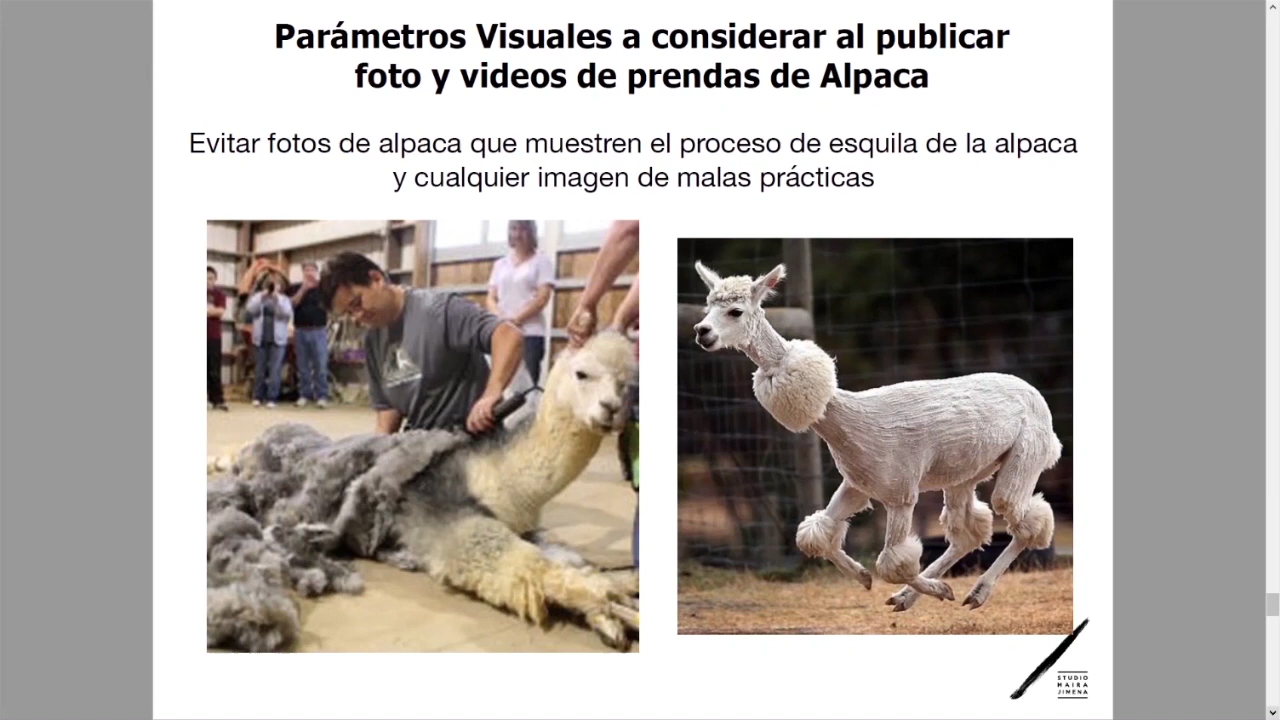 Parámetros Visuales a considerar al publicar
foto y videos de prendas de Alpaca
Evitar fotos de alpaca que muestren el proceso de esquila de la alpaca
y cualquier imagen de malas prácticas
STUDIO
HAIRA
JIMENA